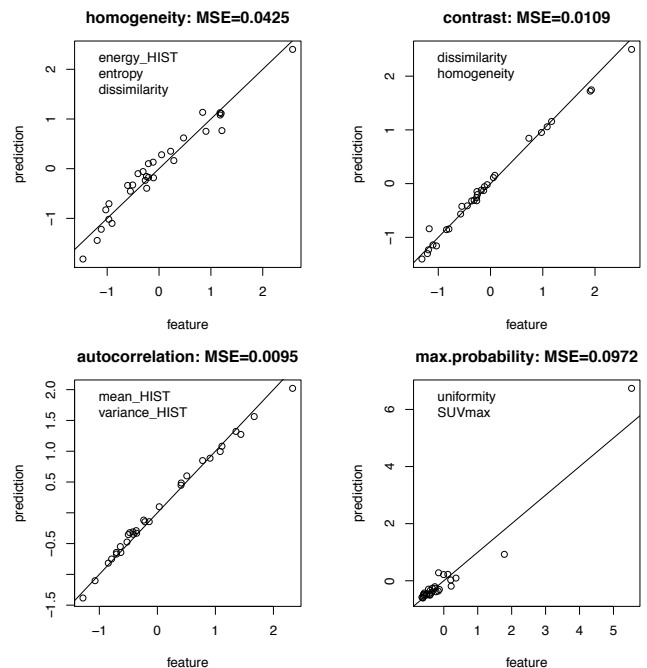 homogeneity: MSE=0.0425
energy_HIST
entropy
dissimilarity
prediction
2
1
0
−1
−1
0
1
2
feature
contrast: MSE=0.0109
dissimilarity
homogeneity
prediction
2
1
0
−1
−1
0
1
2
feature
autocorrelation: MSE=0.0095
mean_HIST
variance_HIST
prediction
2.0
1.5
1.0
0.5
−0.5
−1.5
−1
0
1
2
feature
max.probability: MSE=0.0972
uniformity
SUVmax
prediction
6
4
2
0
0
1
2
3
4
5
feature